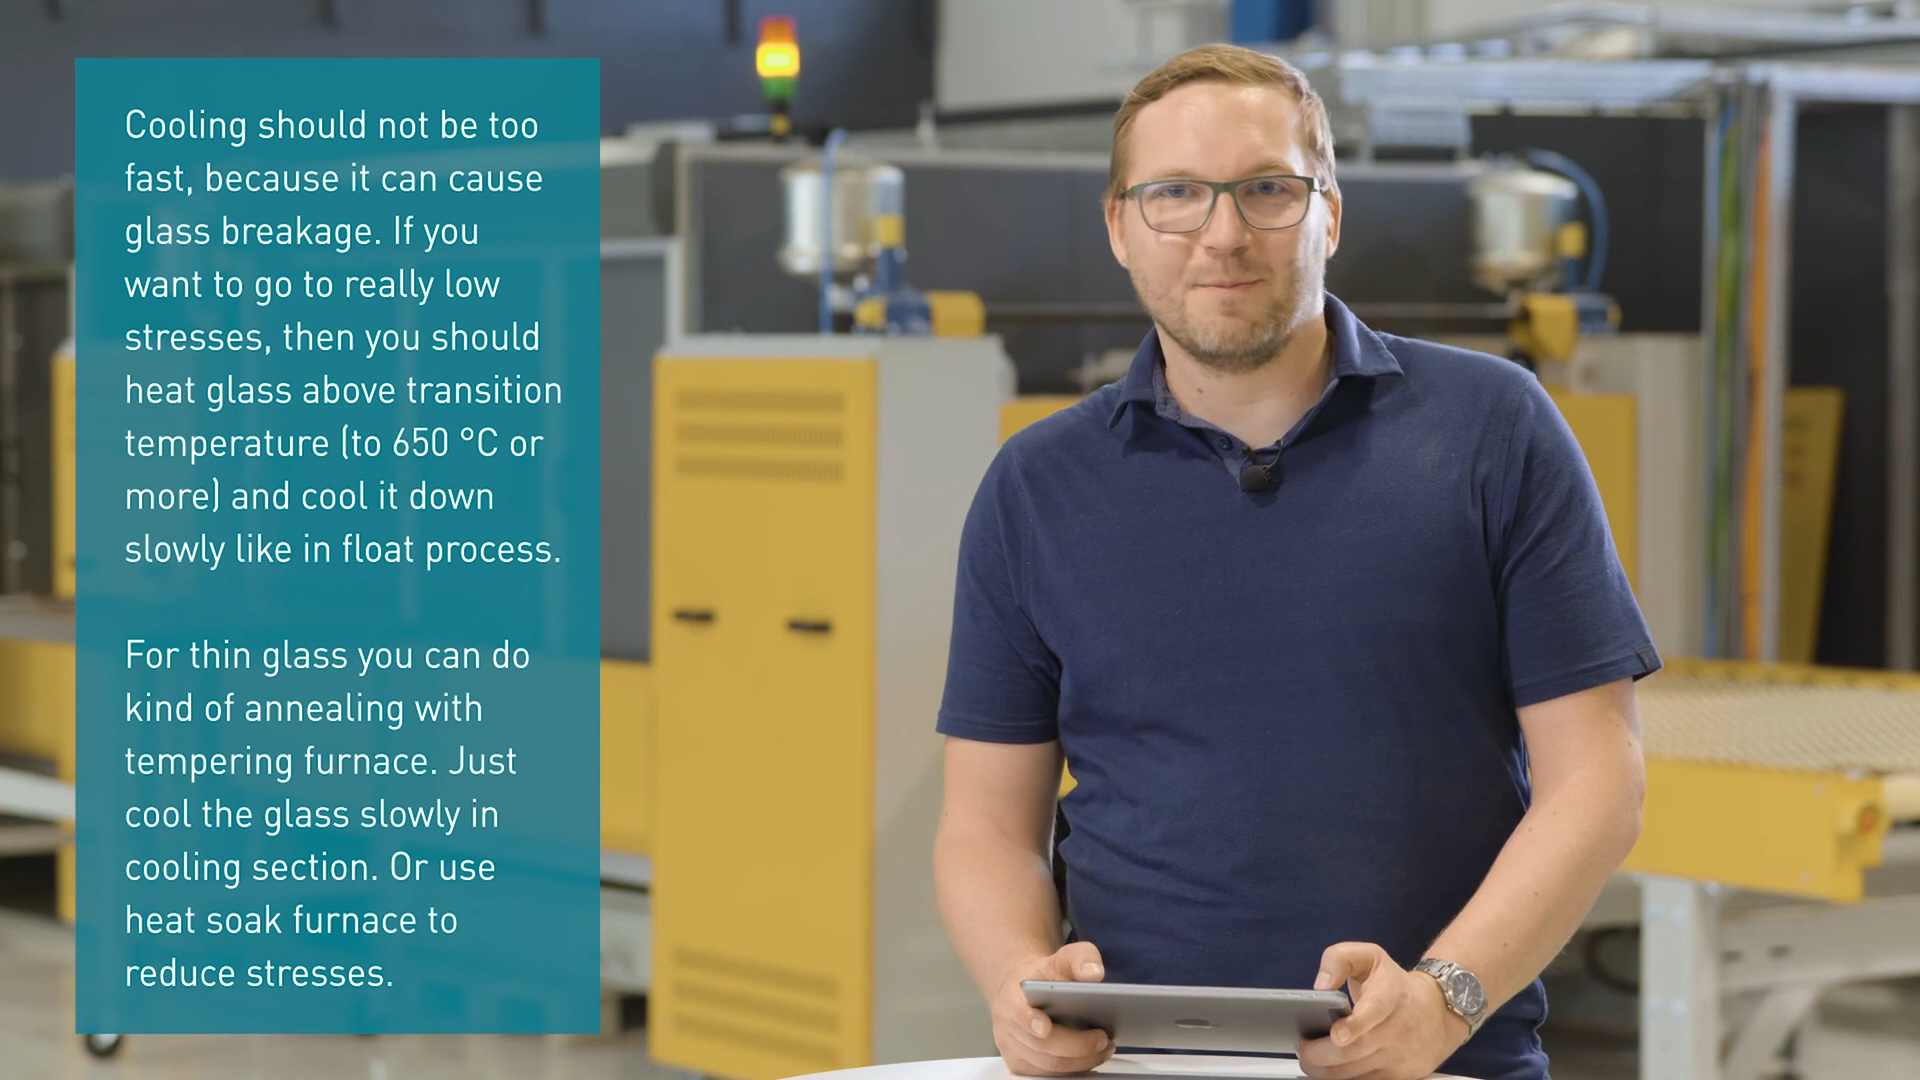 Cooling should not be too
fast, because it can cause
glass breakage. If you
want to go to really low
stresses, then you should
heat glass above transition
temperature (to 650 °C or
more) and cool it down
slowly like in float process.
For thin glass you can do
kind of annealing with
tempering furnace. Just
cool the glass slowly in
cooling section. Or use
heat soak furnace to
reduce stresses.